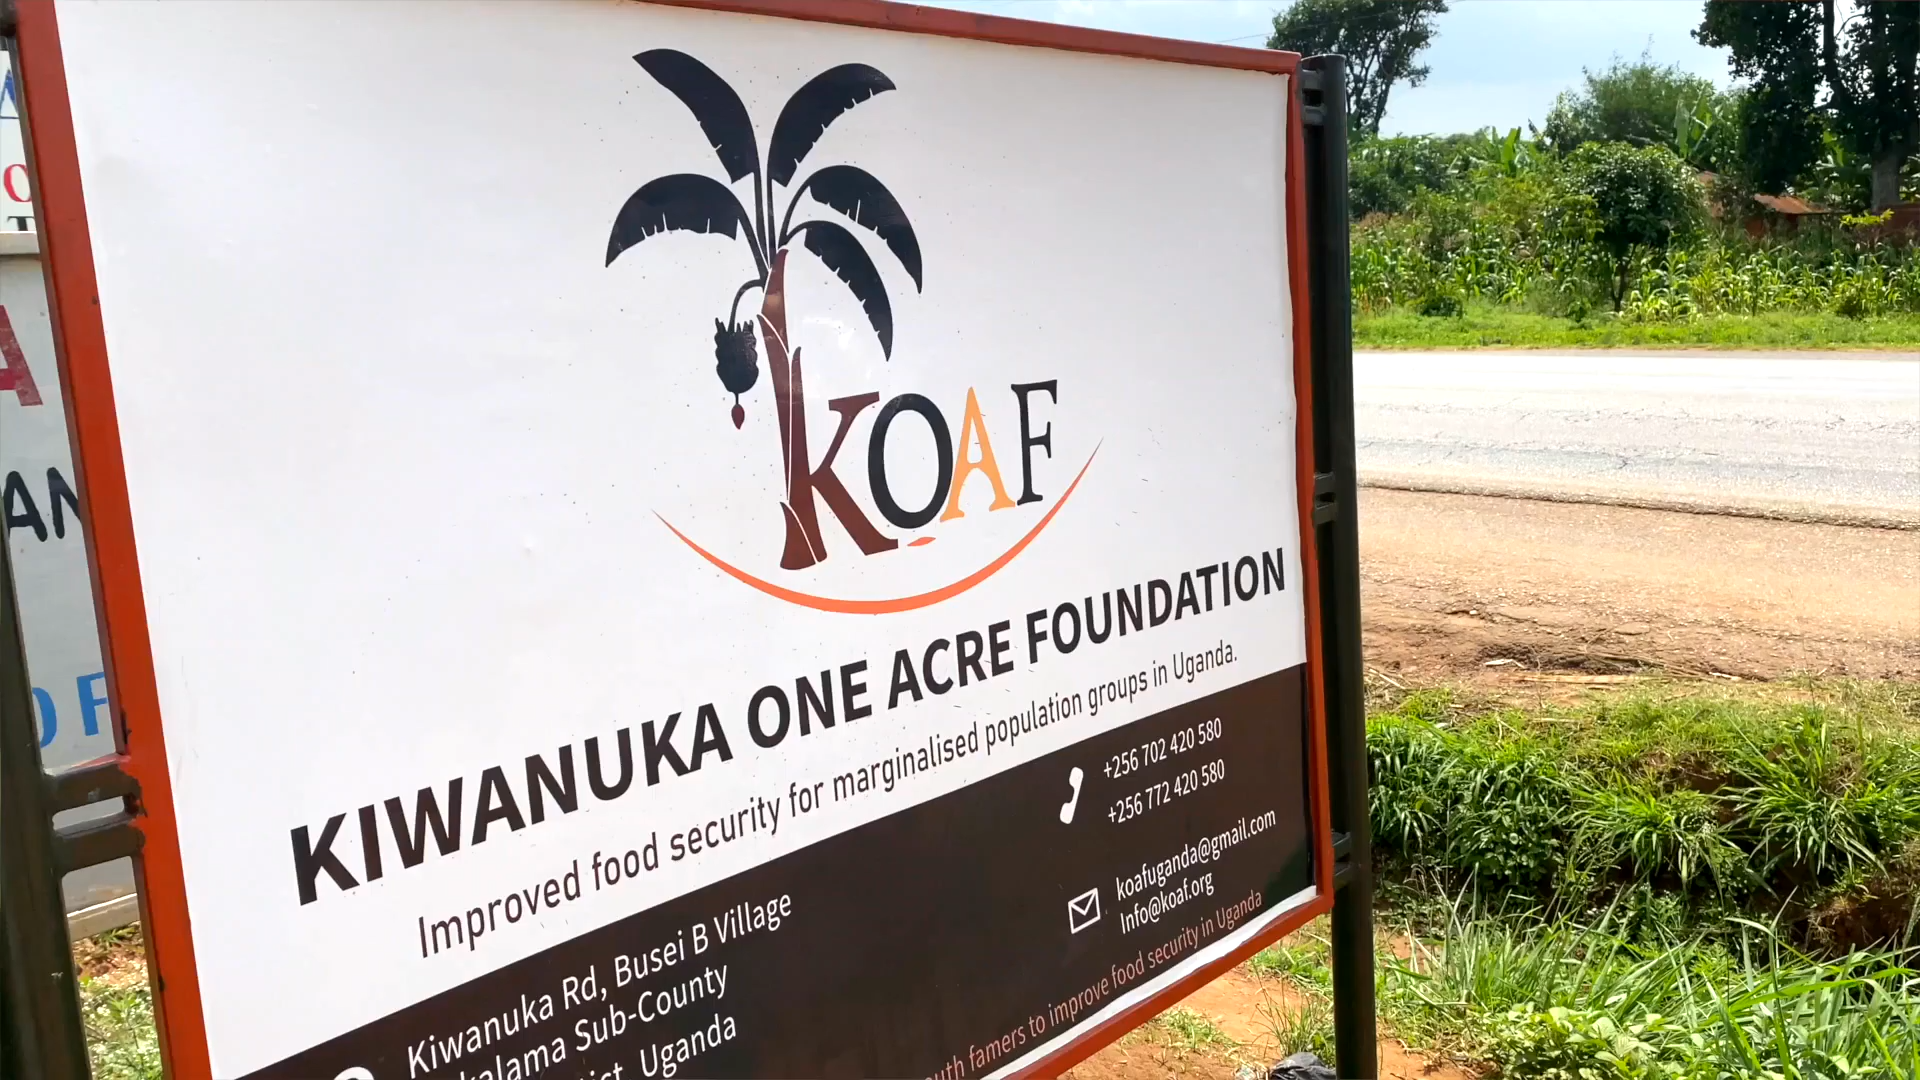 KOAF
KIWANUKA ONE ACRE FOUNDATION
Improved food security for marginalised population groups in Uganda.
+256 702 420 580
+256 772 420 580
koafuganda@gmail.com
Info@koaf.org
Kiwanuka Rd, Busei B Village
Sub-County
Uganda
famers to improve food security in Uganda